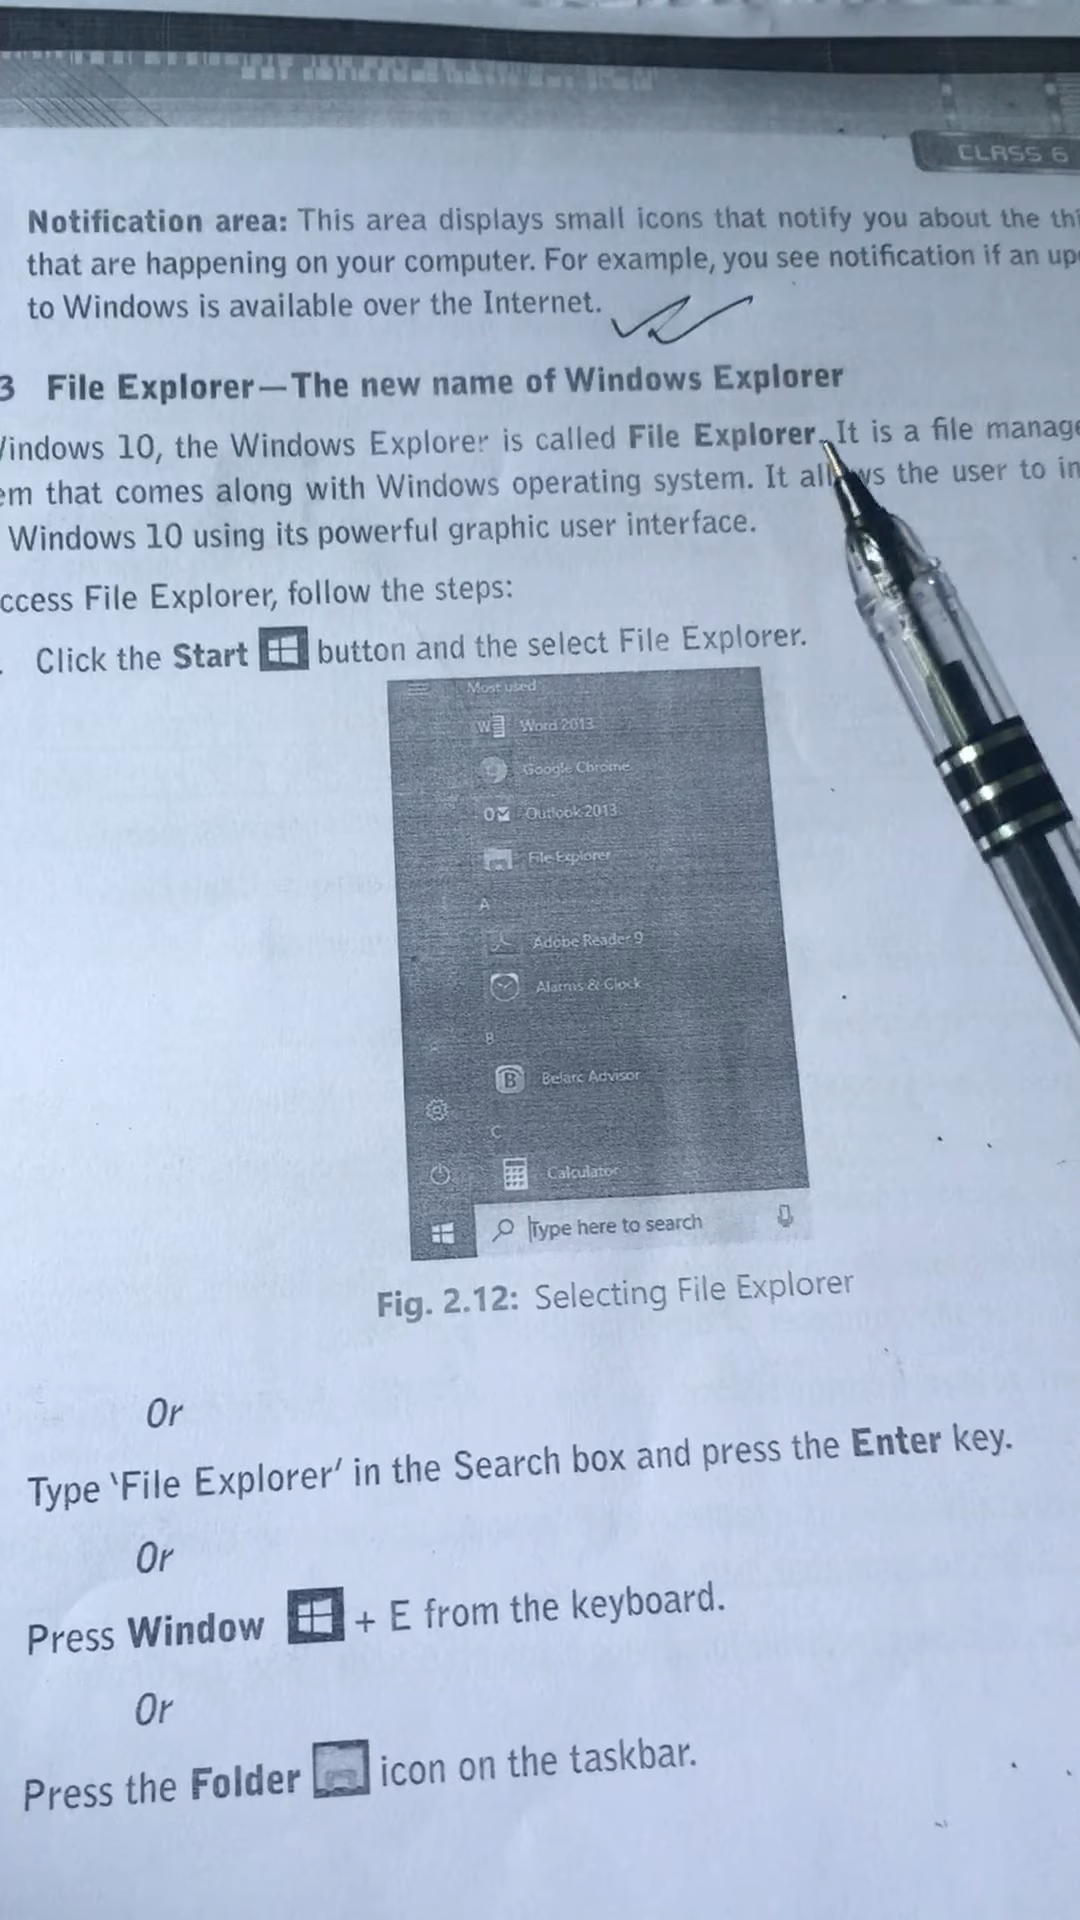 CLASS 6
Notification area: This area displays small icons that notify you about the
that are happening on your computer. For example, you see notification if an
to Windows is available over the Internet.
3 File Explorer—The new name of Windows Explorer
Windows 10, the Windows Explorer is called File Explorer. It is a file
that comes along with Windows operating system. It allows the user to
Windows 10 using its powerful graphic user interface.
ccess File Explorer, follow the steps:
Click the Start button and the select File Explorer.
Most used
Word 2013
Google Chrome
Outlook 2013
File Explorer
A
Adobe Reader 9
Alarms & Clock
B
Belarc Advisor
C
Calculator
Type here to search
Fig. 2.12: Selecting File Explorer
Or
Type 'File Explorer' in the Search box and press the Enter key.
Or
Press Window + E from the keyboard.
Or
Press the Folder icon on the taskbar.